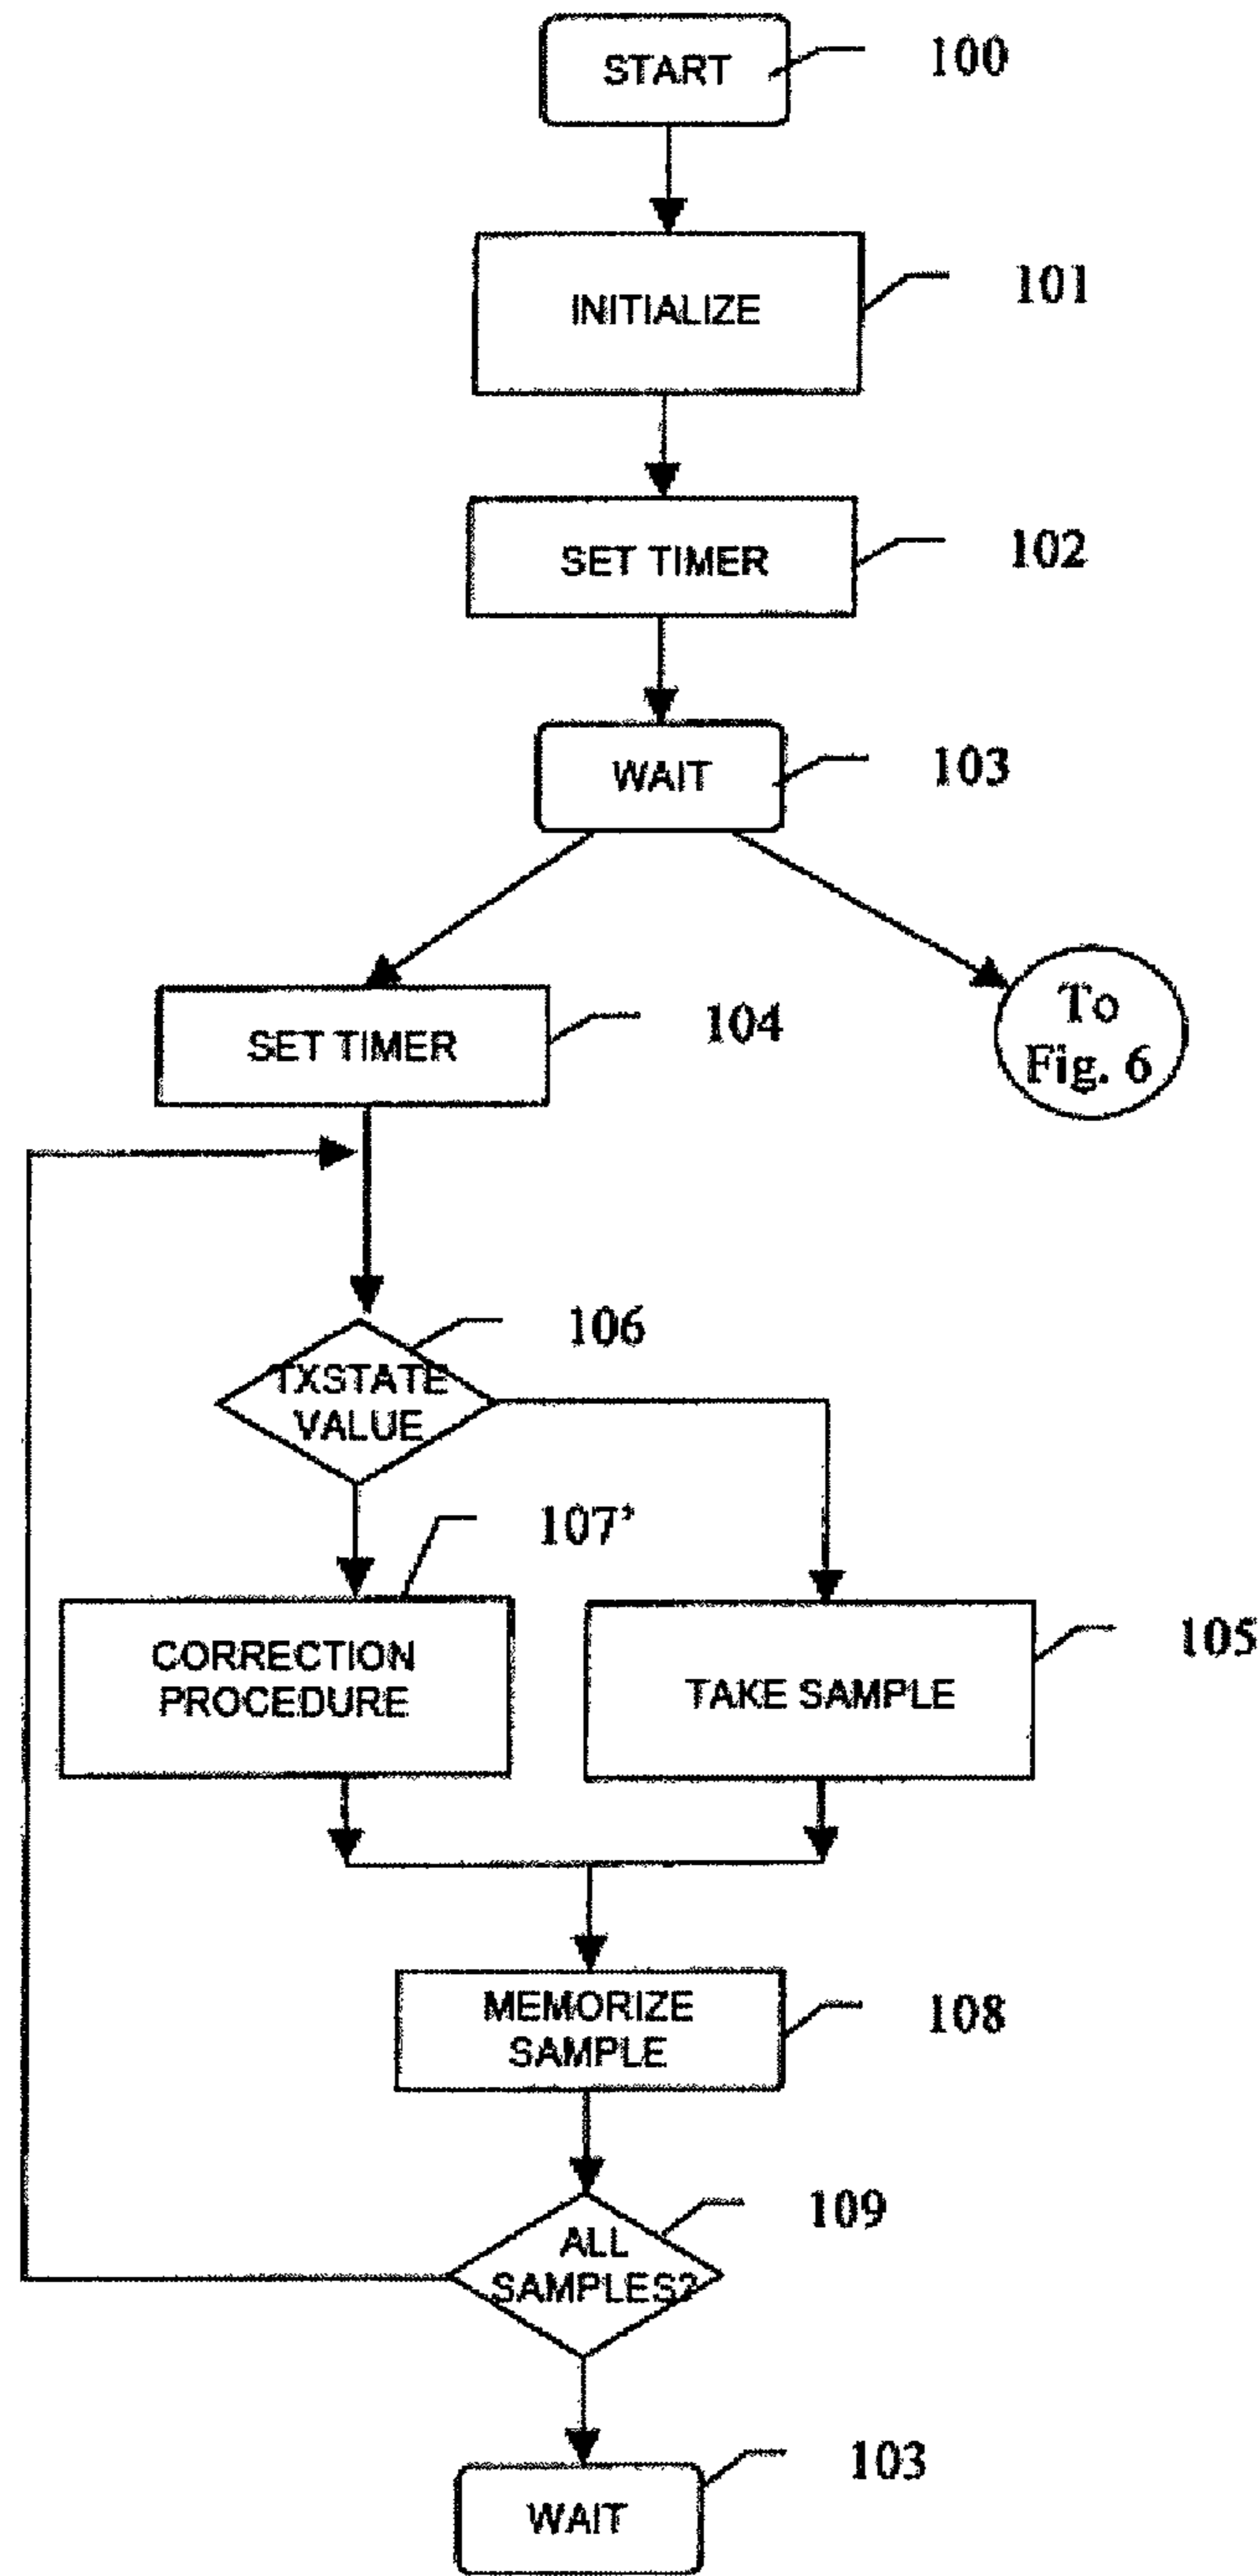 START
100
INITIALIZE
101
SET TIMER
102
WAIT
103
SET TIMER
104
To
Fig. 6
TXSTATE
VALUE
106
CORRECTION
PROCEDURE
107'
TAKE SAMPLE
105
MEMORIZE
SAMPLE
108
ALL
SAMPLES?
109
WAIT
103